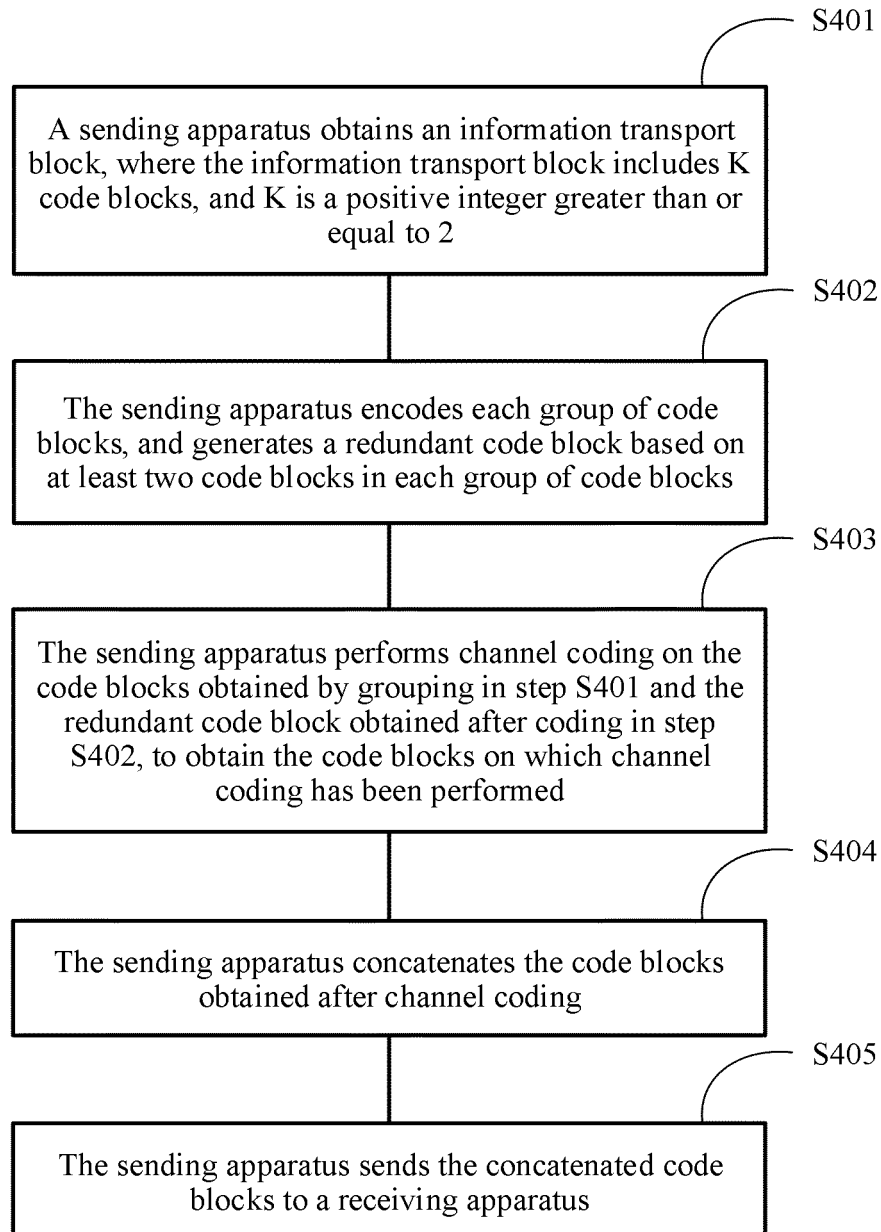 S401
A sending apparatus obtains an information transport
block, where the information transport block includes K
code blocks, and K is a positive integer greater than or
equal to 2
S402
The sending apparatus encodes each group of code
blocks, and generates a redundant code block based on
at least two code blocks in each group of code blocks
S403
The sending apparatus performs channel coding on the
code blocks obtained by grouping in step S401 and the
redundant code block obtained after coding in step
S402, to obtain the code blocks on which channel
coding has been performed
S404
The sending apparatus concatenates the code blocks
obtained after channel coding
S405
The sending apparatus sends the concatenated code
blocks to a receiving apparatus